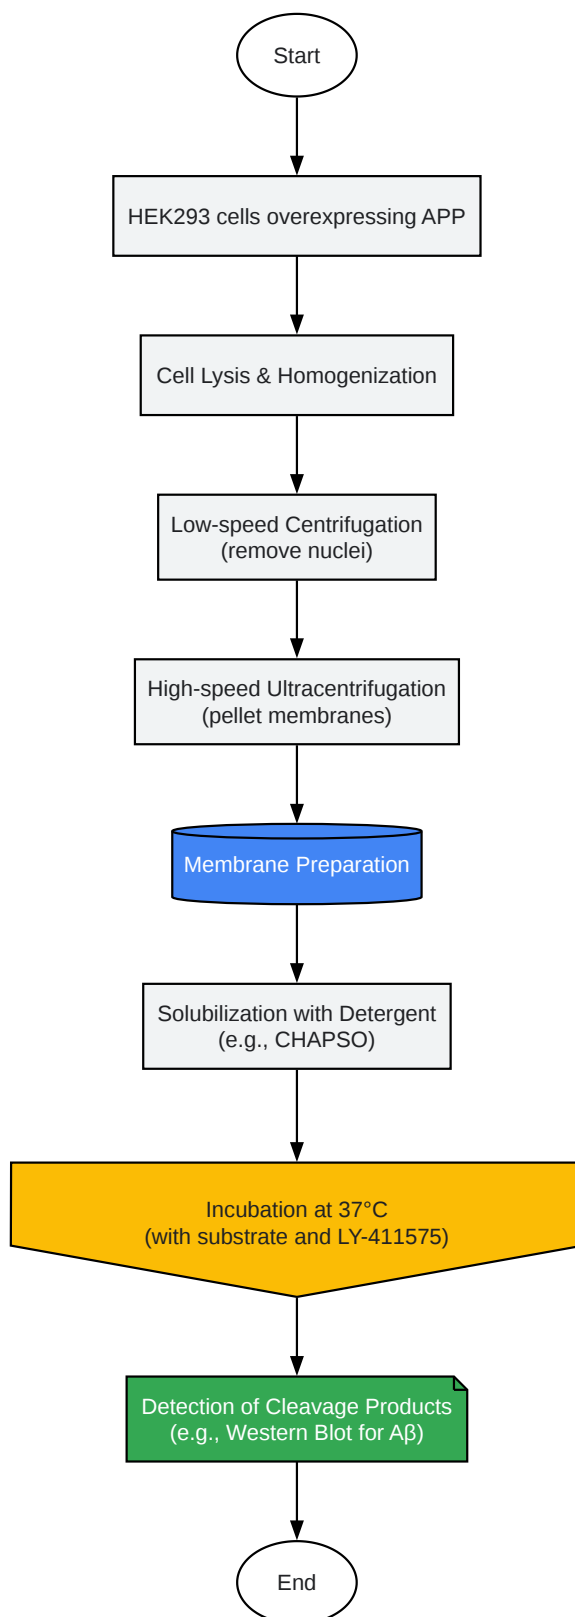 Start
HEK293 cells overexpressing APP
Cell Lysis & Homogenization
Low-speed Centrifugation
(remove nuclei)
High-speed Ultracentrifugation
(pellet membranes)
Membrane Preparation
Solubilization with Detergent
(e.g., CHAPSO)
Incubation at 37°C
(with substrate and LY-411575)
Detection of Cleavage Products
(e.g., Western Blot for Aβ)
End